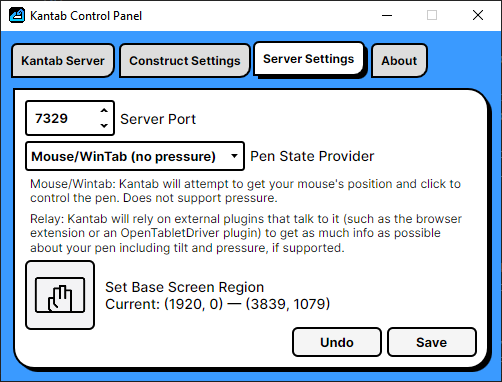 Kantab Control Panel
Kantab Server
Construct Settings
Server Settings
About
7329
Server Port
Mouse/WinTab (no pressure)
Pen State Provider
Mouse/Wintab: Kantab will attempt to get your mouse's position and click to
control the pen. Does not support pressure.
Relay: Kantab will rely on external plugins that talk to it (such as the browser
extension or an OpenTabletDriver plugin) to get as much info as possible
about your pen including tilt and pressure, if supported.
Set Base Screen Region
Current: (1920, 0) — (3839, 1079)
Undo
Save